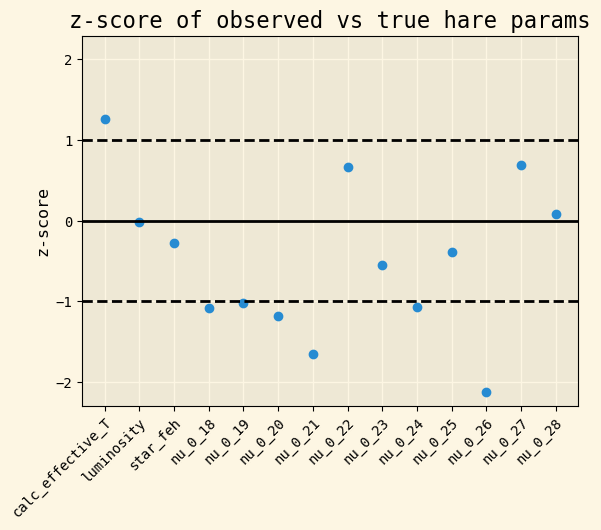 z-score of observed vs true hare params
z-score
2
1
0
−1
−2
calc_effective_T
luminosity
star_feh
nu_0_18
nu_0_19
nu_0_20
nu_0_21
nu_0_22
nu_0_23
nu_0_24
nu_0_25
nu_0_26
nu_0_27
nu_0_28